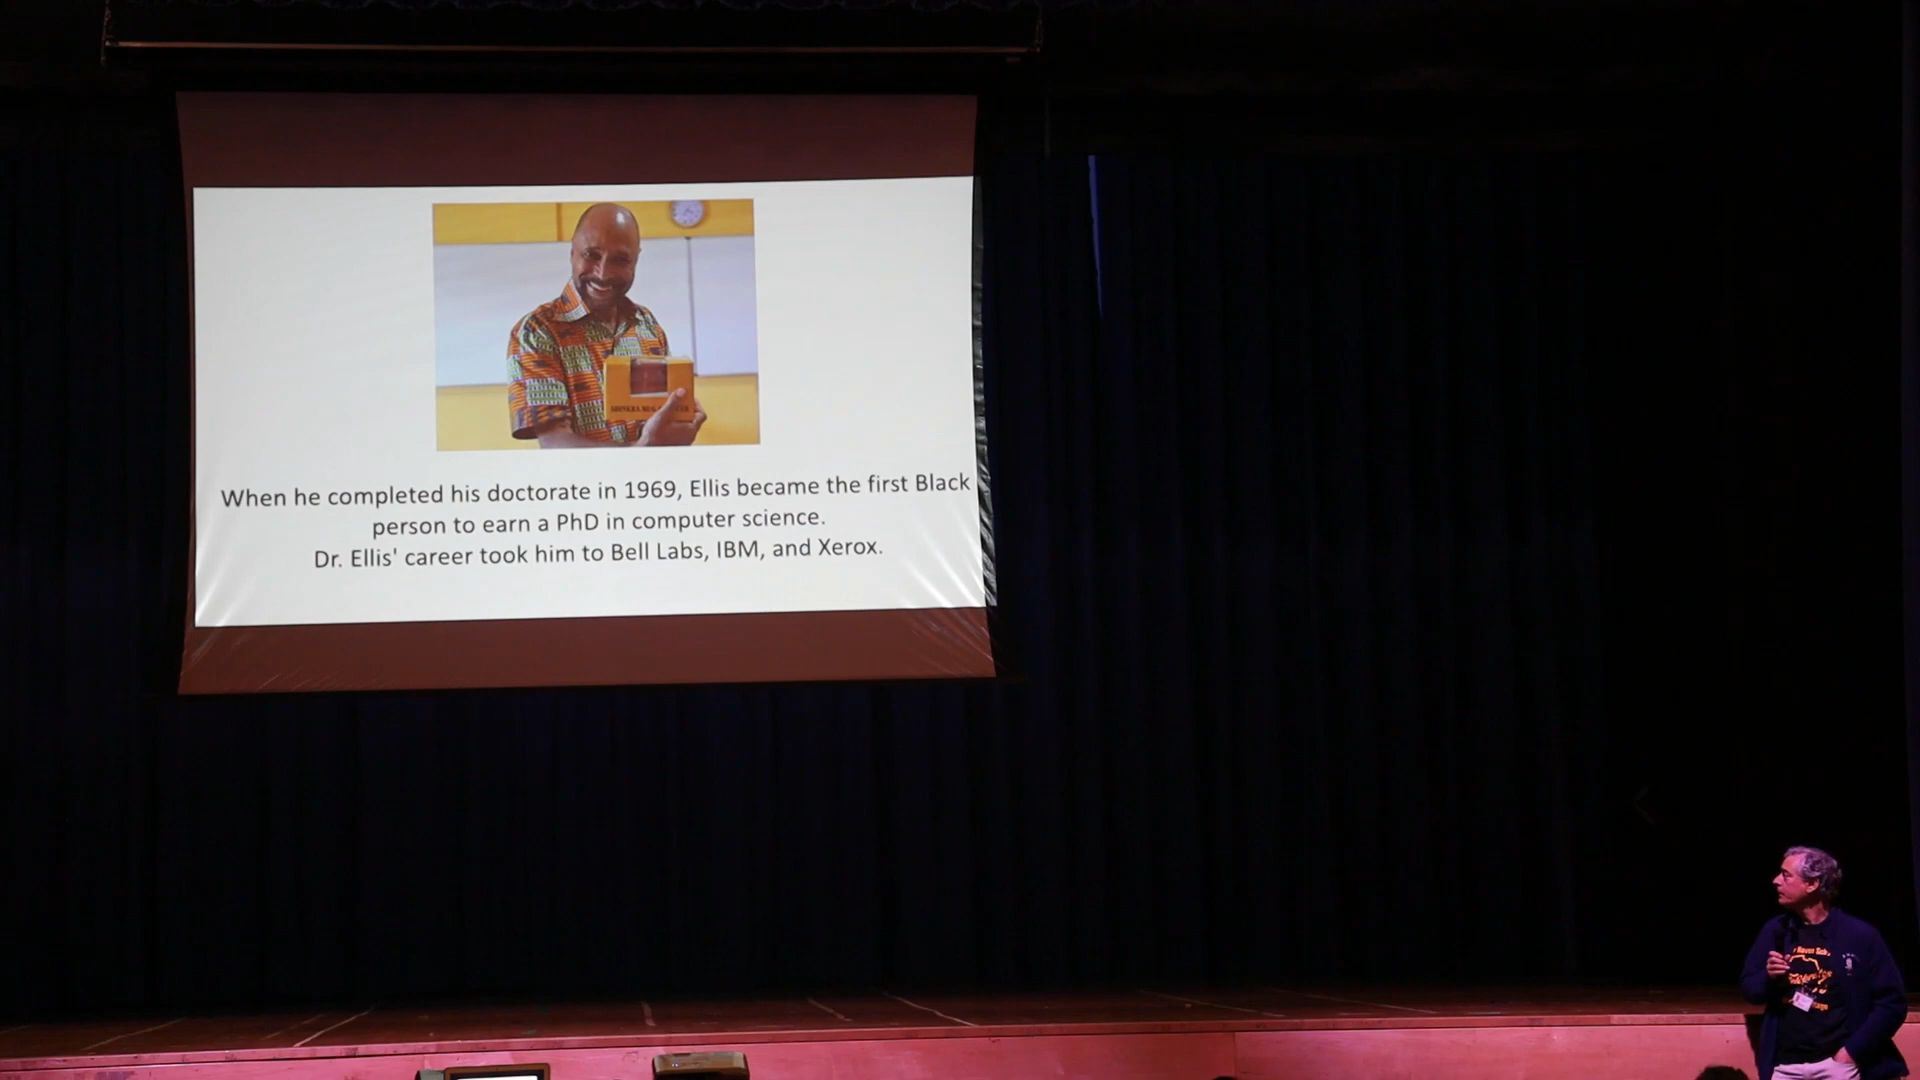 When he completed his doctorate in 1969, Ellis became the first Black
person to earn a PhD in computer science.
Dr. Ellis' career took him to Bell Labs, IBM, and Xerox.